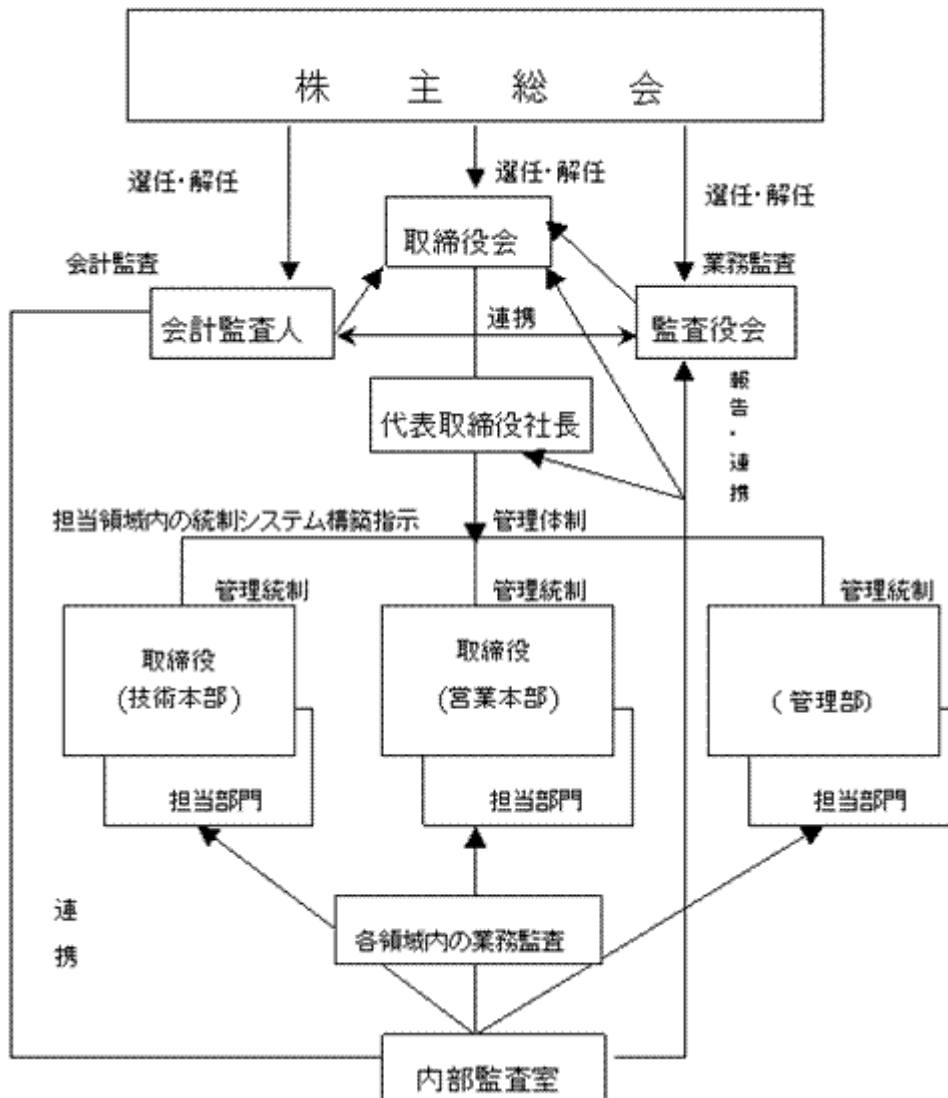 株主総会
選任・解任
選任・解任
選任・解任
取締役会
会計監査
業務監査
会計監査人
連携
監査役会
報告・連携
代表取締役社長
担当領域内の統制システム構築指示
管理体制
管理統制
管理統制
管理統制
取締役
(技術本部)
取締役
(営業本部)
(管理部)
担当部門
担当部門
担当部門
連携
各領域内の業務監査
内部監査室